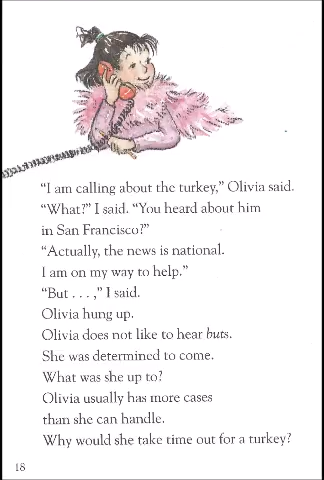 “I am calling about the turkey,” Olivia said.
“What?” I said. “You heard about him
in San Francisco?”
“Actually, the news is national.
I am on my way to help.”
“But . . . ,” I said.
Olivia hung up.
Olivia does not like to hear buts.
She was determined to come.
What was she up to?
Olivia usually has more cases
than she can handle.
Why would she take time out for a turkey?
18